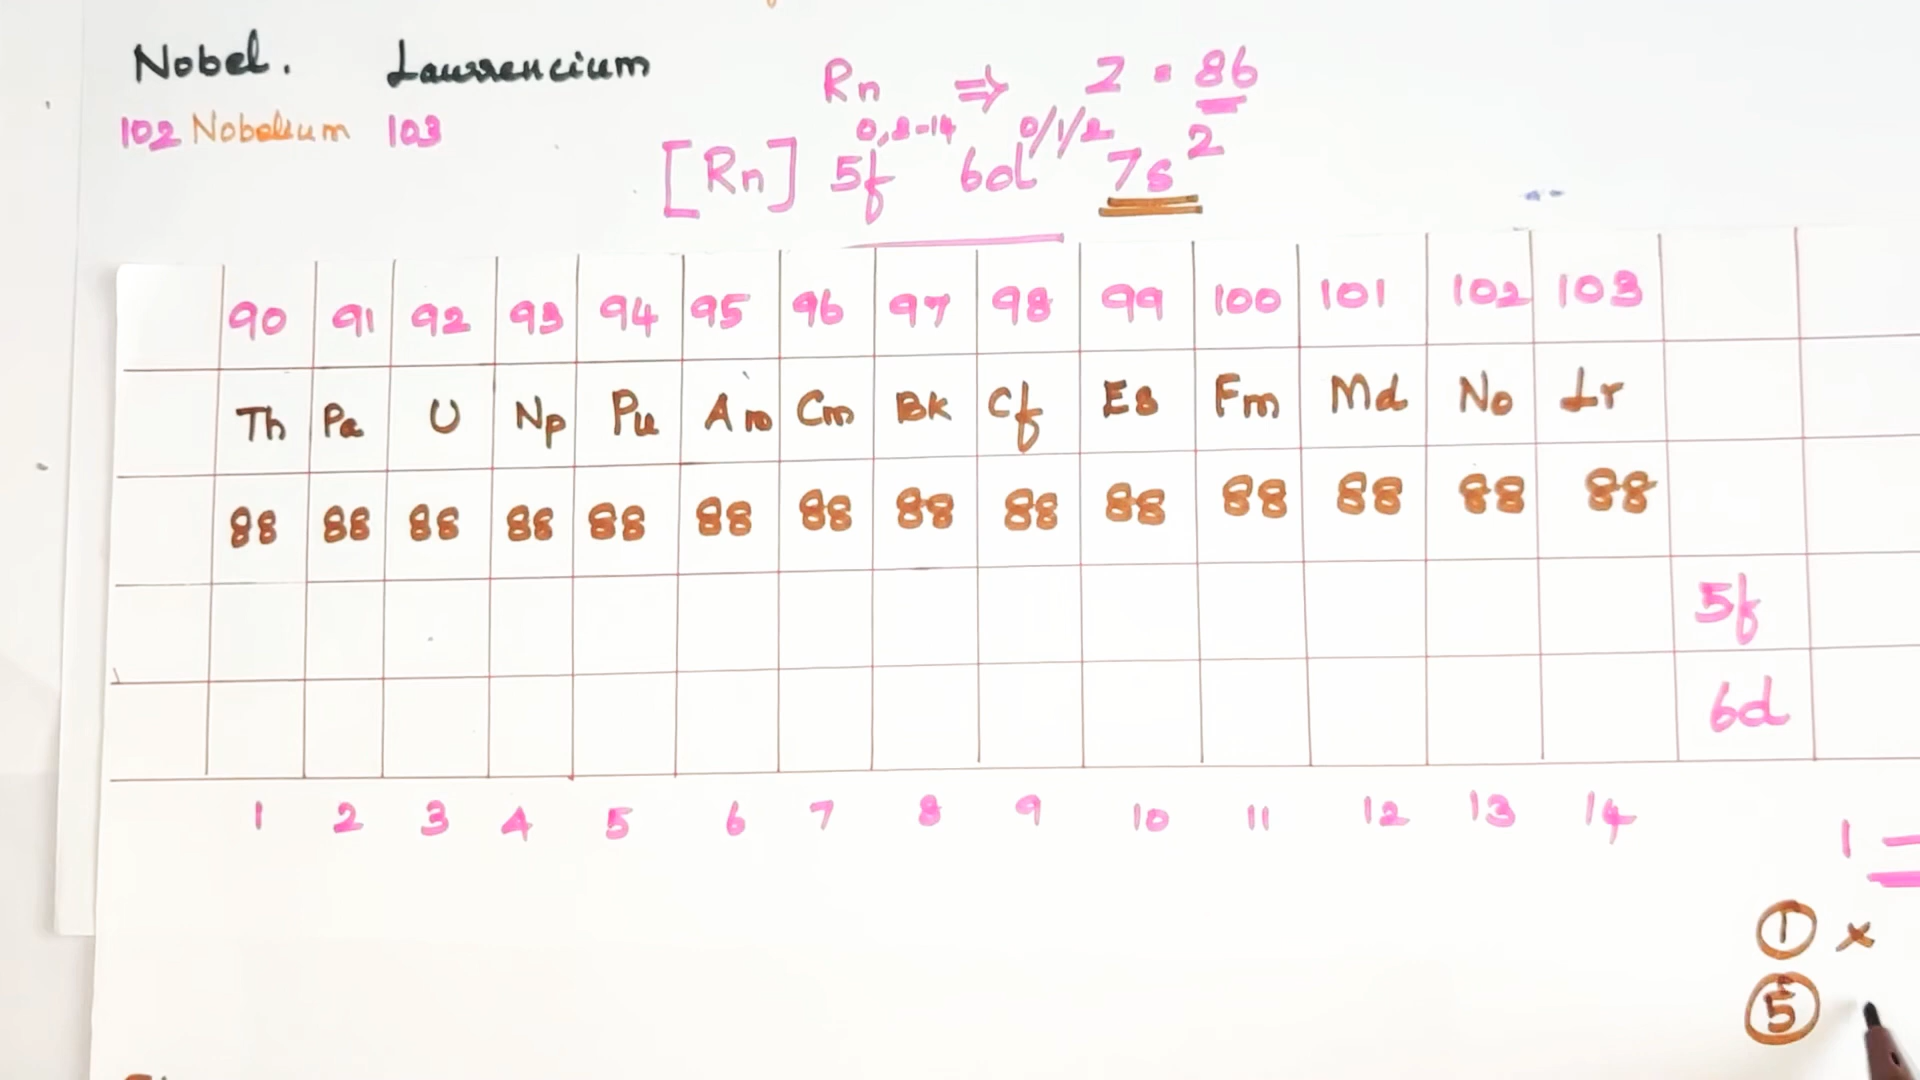 Nobel. Lawrencium
102 Nobelium 103
Rn ⇒ Z = 86
[Rn] 5f 0,2-14 6d 0/1/2 7s 2
90 91 92 93 94 95 96 97 98 99 100 101 102 103
Th Pa U Np Pu Am Cm BK Cf Es Fm Md No Lr
88 88 88 88 88 88 88 88 88 88 88 88 88 88
5f
6d
1 2 3 4 5 6 7 8 9 10 11 12 13 14
1 —
① ×
⑤